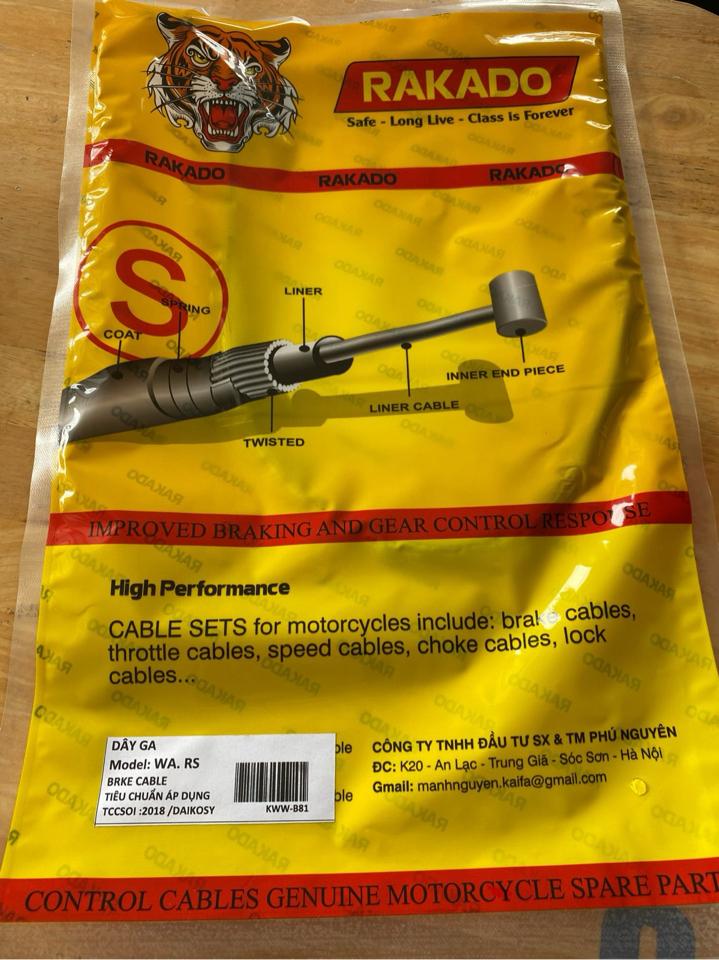 RAKADO
Safe - Long Live - Class is Forever
RAKADO RAKADO RAKADO
S
SPRING
LINER
COAT
INNER END PIECE
LINER CABLE
TWISTED
IMPROVED BRAKING AND GEAR CONTROL RESPONSE
High Performance
CABLE SETS for motorcycles include: brake cables,
throttle cables, speed cables, choke cables, lock
cables...
DÂY GA
Model: WA. RS
BRKE CABLE
TIÊU CHUẨN ÁP DỤNG
TCCSOI :2018 /DAIKOSY
KWW-B81
ble
ble
CÔNG TY TNHH ĐẦU TƯ SX & TM PHÚ NGUYÊN
ĐC: K20 - An Lạc - Trung Giã - Sóc Sơn - Hà Nội
Gmail: manhnguyen.kaifa@gmail.com
CONTROL CABLES GENUINE MOTORCYCLE SPARE PART